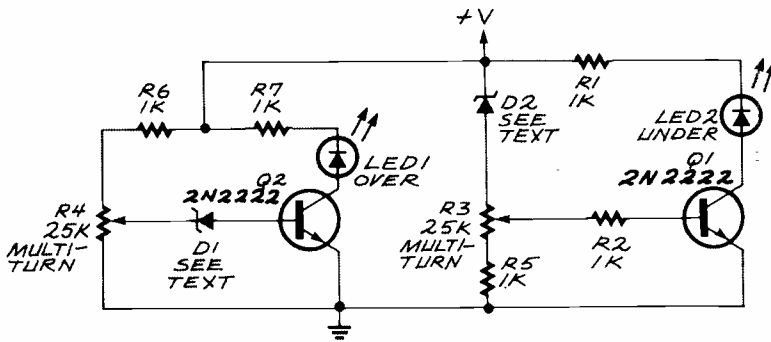 +V
R6
1K
R7
1K
R1
1K
D2
SEE
TEXT
LED2
UNDER
LED1
OVER
Q2
2N2222
Q1
2N2222
R4
25K
MULTI-
TURN
D1
SEE
TEXT
R3
25K
MULTI-
TURN
R2
1K
R5
1K